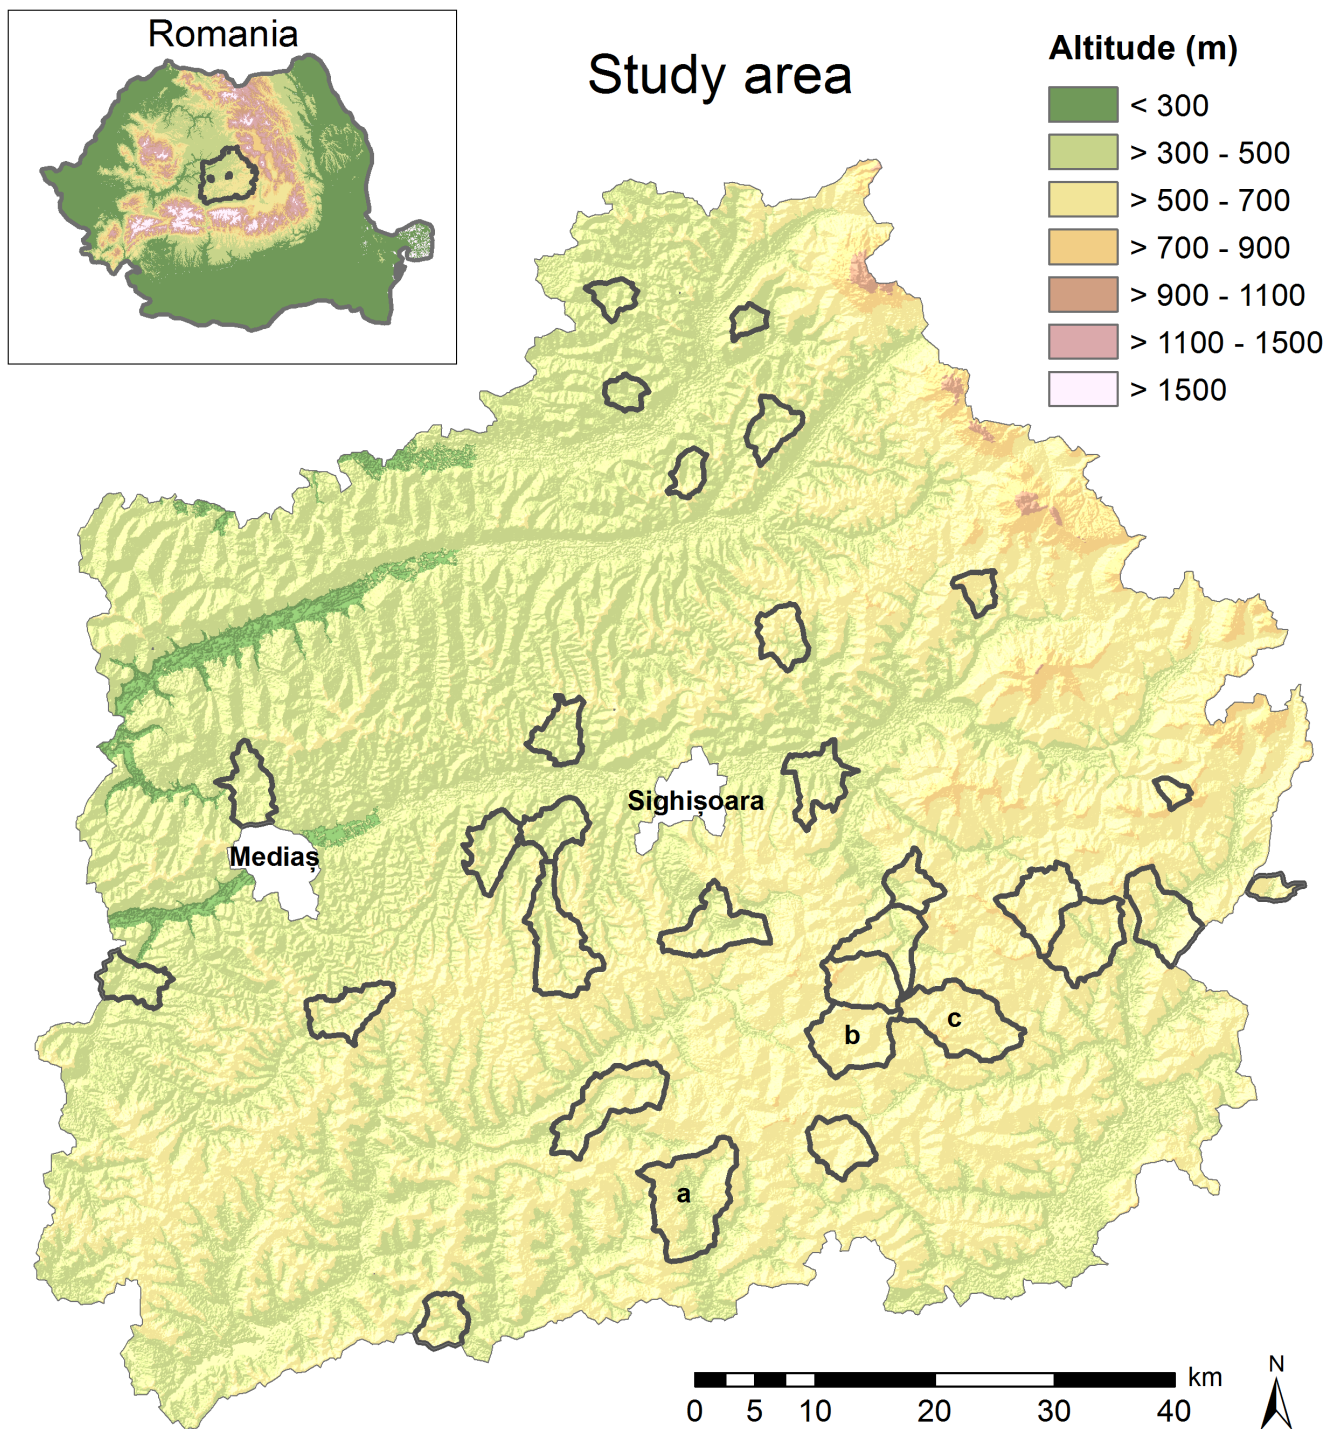 Romania
Study area
Altitude (m)
< 300
> 300 - 500
> 500 - 700
> 700 - 900
> 900 - 1100
> 1100 - 1500
> 1500
Sighișoara
Mediaș
c
b
a
N
km
0 5 10 20 30 40